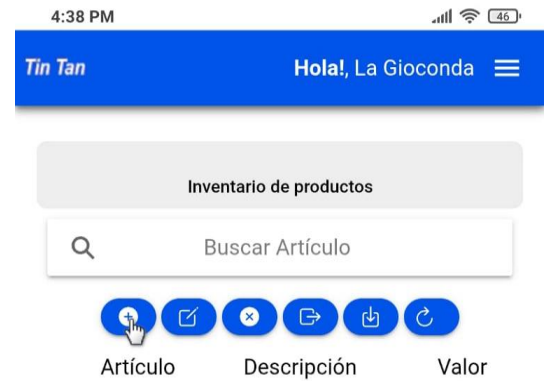 4:38 PM 46
Tin Tan Hola!, La Gioconda
Inventario de productos
Buscar Artículo
Artículo Descripción Valor